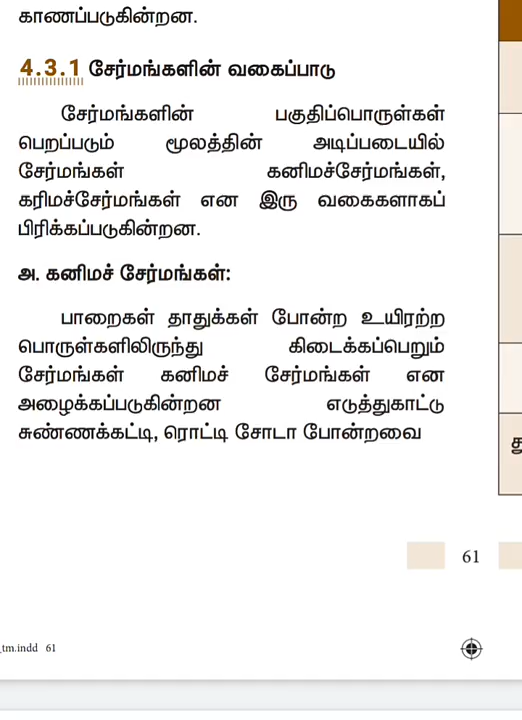 காணப்படுகின்றன.
4.3.1 சேர்மங்களின் வகைப்பாடு
சேர்மங்களின் பகுதிப்பொருள்கள்
பெறப்படும் மூலத்தின் அடிப்படையில்
சேர்மங்கள் கனிமச்சேர்மங்கள்,
கரிமச்சேர்மங்கள் என இரு வகைகளாகப்
பிரிக்கப்படுகின்றன.
அ. கனிமச் சேர்மங்கள்:
பாறைகள் தாதுக்கள் போன்ற உயிரற்ற
பொருள்களிலிருந்து கிடைக்கப்பெறும்
சேர்மங்கள் கனிமச் சேர்மங்கள் என
அழைக்கப்படுகின்றன எடுத்துகாட்டு
சுண்ணக்கட்டி, ரொட்டி சோடா போன்றவை
61
_tm.indd 61